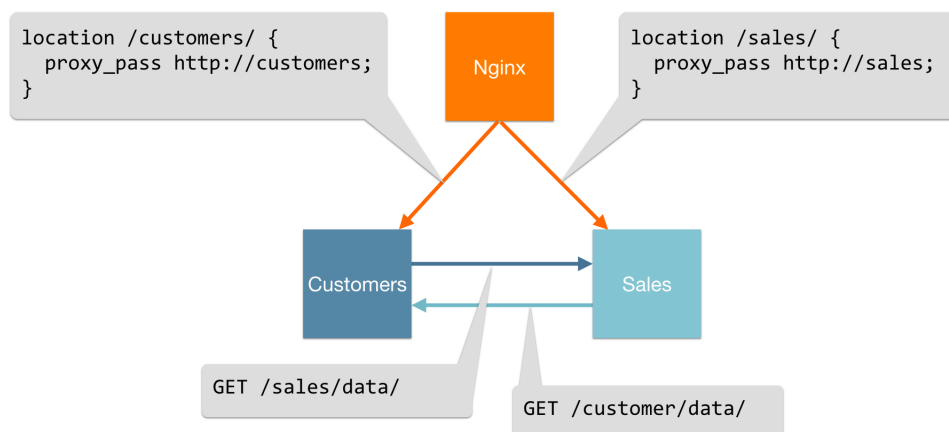 location /customers/ {
  proxy_pass http://customers;
}
Nginx
location /sales/ {
  proxy_pass http://sales;
}
Customers
Sales
GET /sales/data/
GET /customer/data/